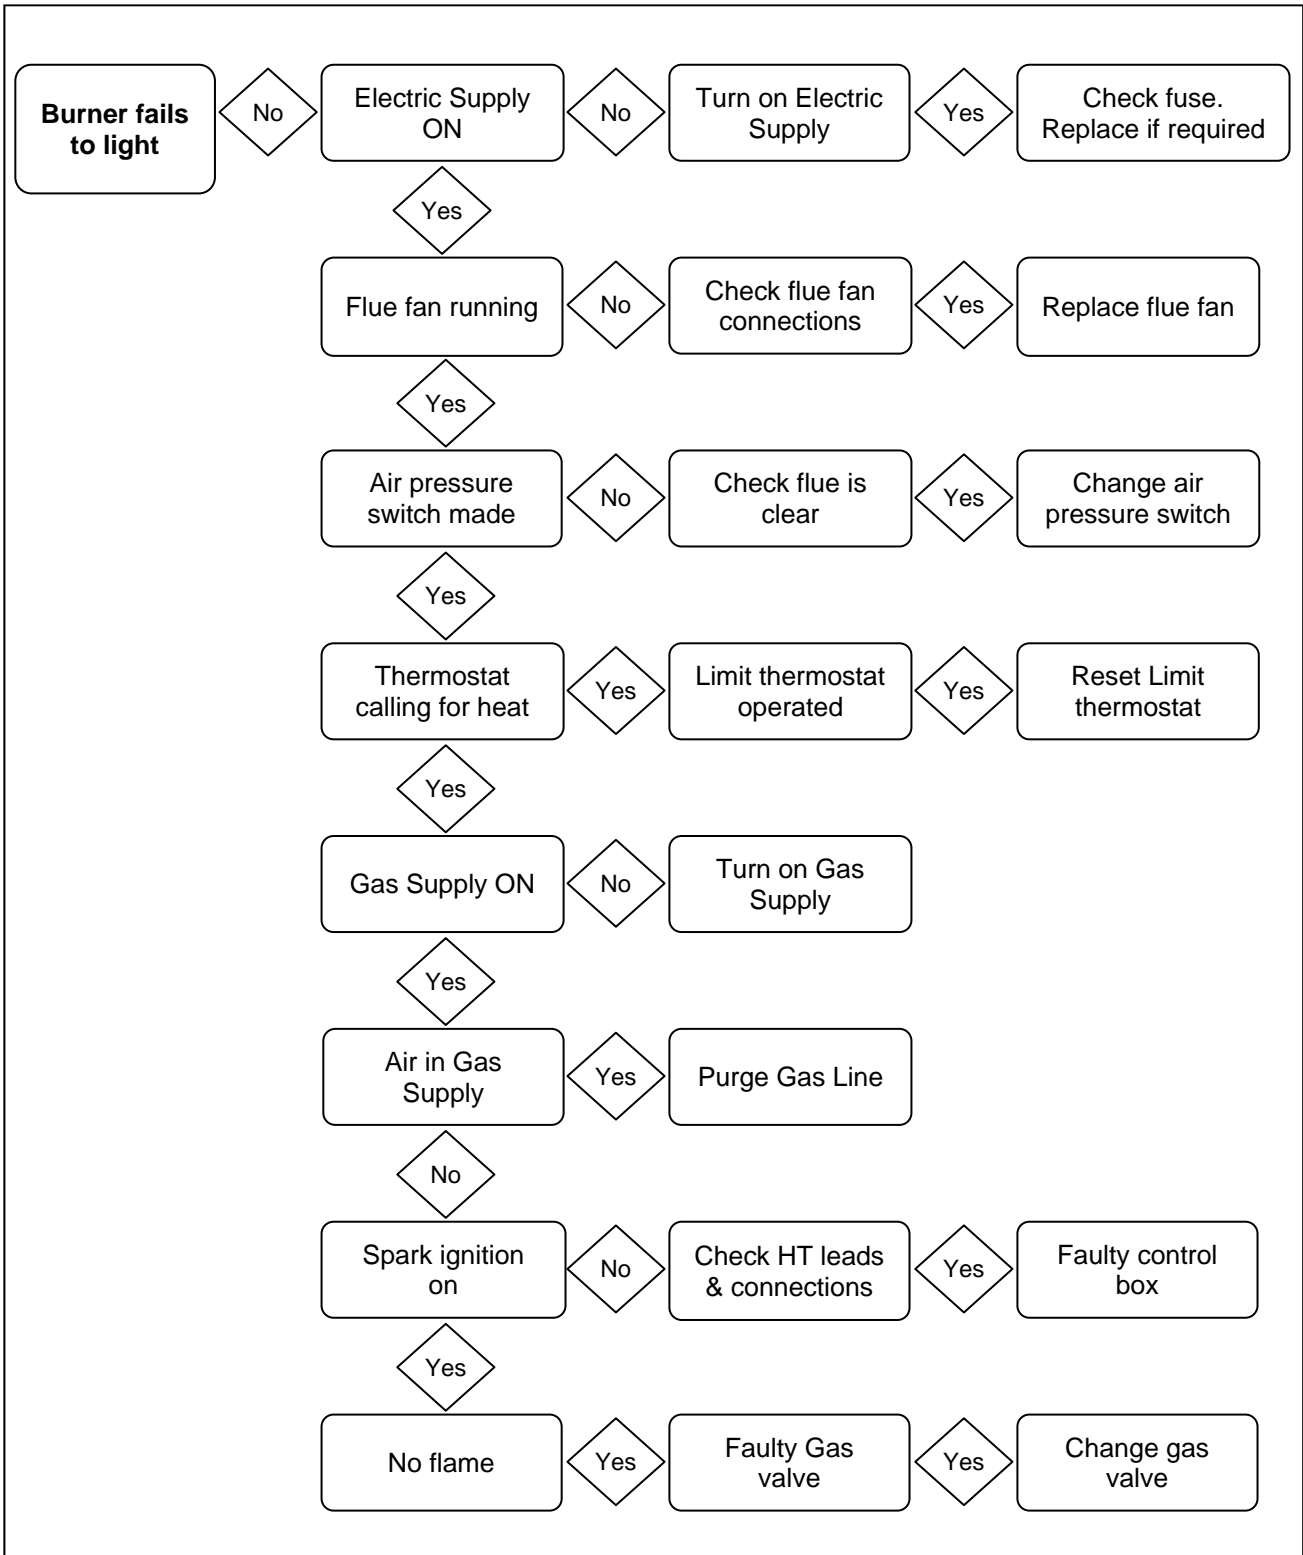 Burner fails
to light
No
Electric Supply
ON
No
Turn on Electric
Supply
Yes
Check fuse.
Replace if required
Yes
Flue fan running
No
Check flue fan
connections
Yes
Replace flue fan
Yes
Air pressure
switch made
No
Check flue is
clear
Yes
Change air
pressure switch
Yes
Thermostat
calling for heat
Yes
Limit thermostat
operated
Yes
Reset Limit
thermostat
Yes
Gas Supply ON
No
Turn on Gas
Supply
Yes
Air in Gas
Supply
Yes
Purge Gas Line
No
Spark ignition
on
No
Check HT leads
& connections
Yes
Faulty control
box
Yes
No flame
Yes
Faulty Gas
valve
Yes
Change gas
valve